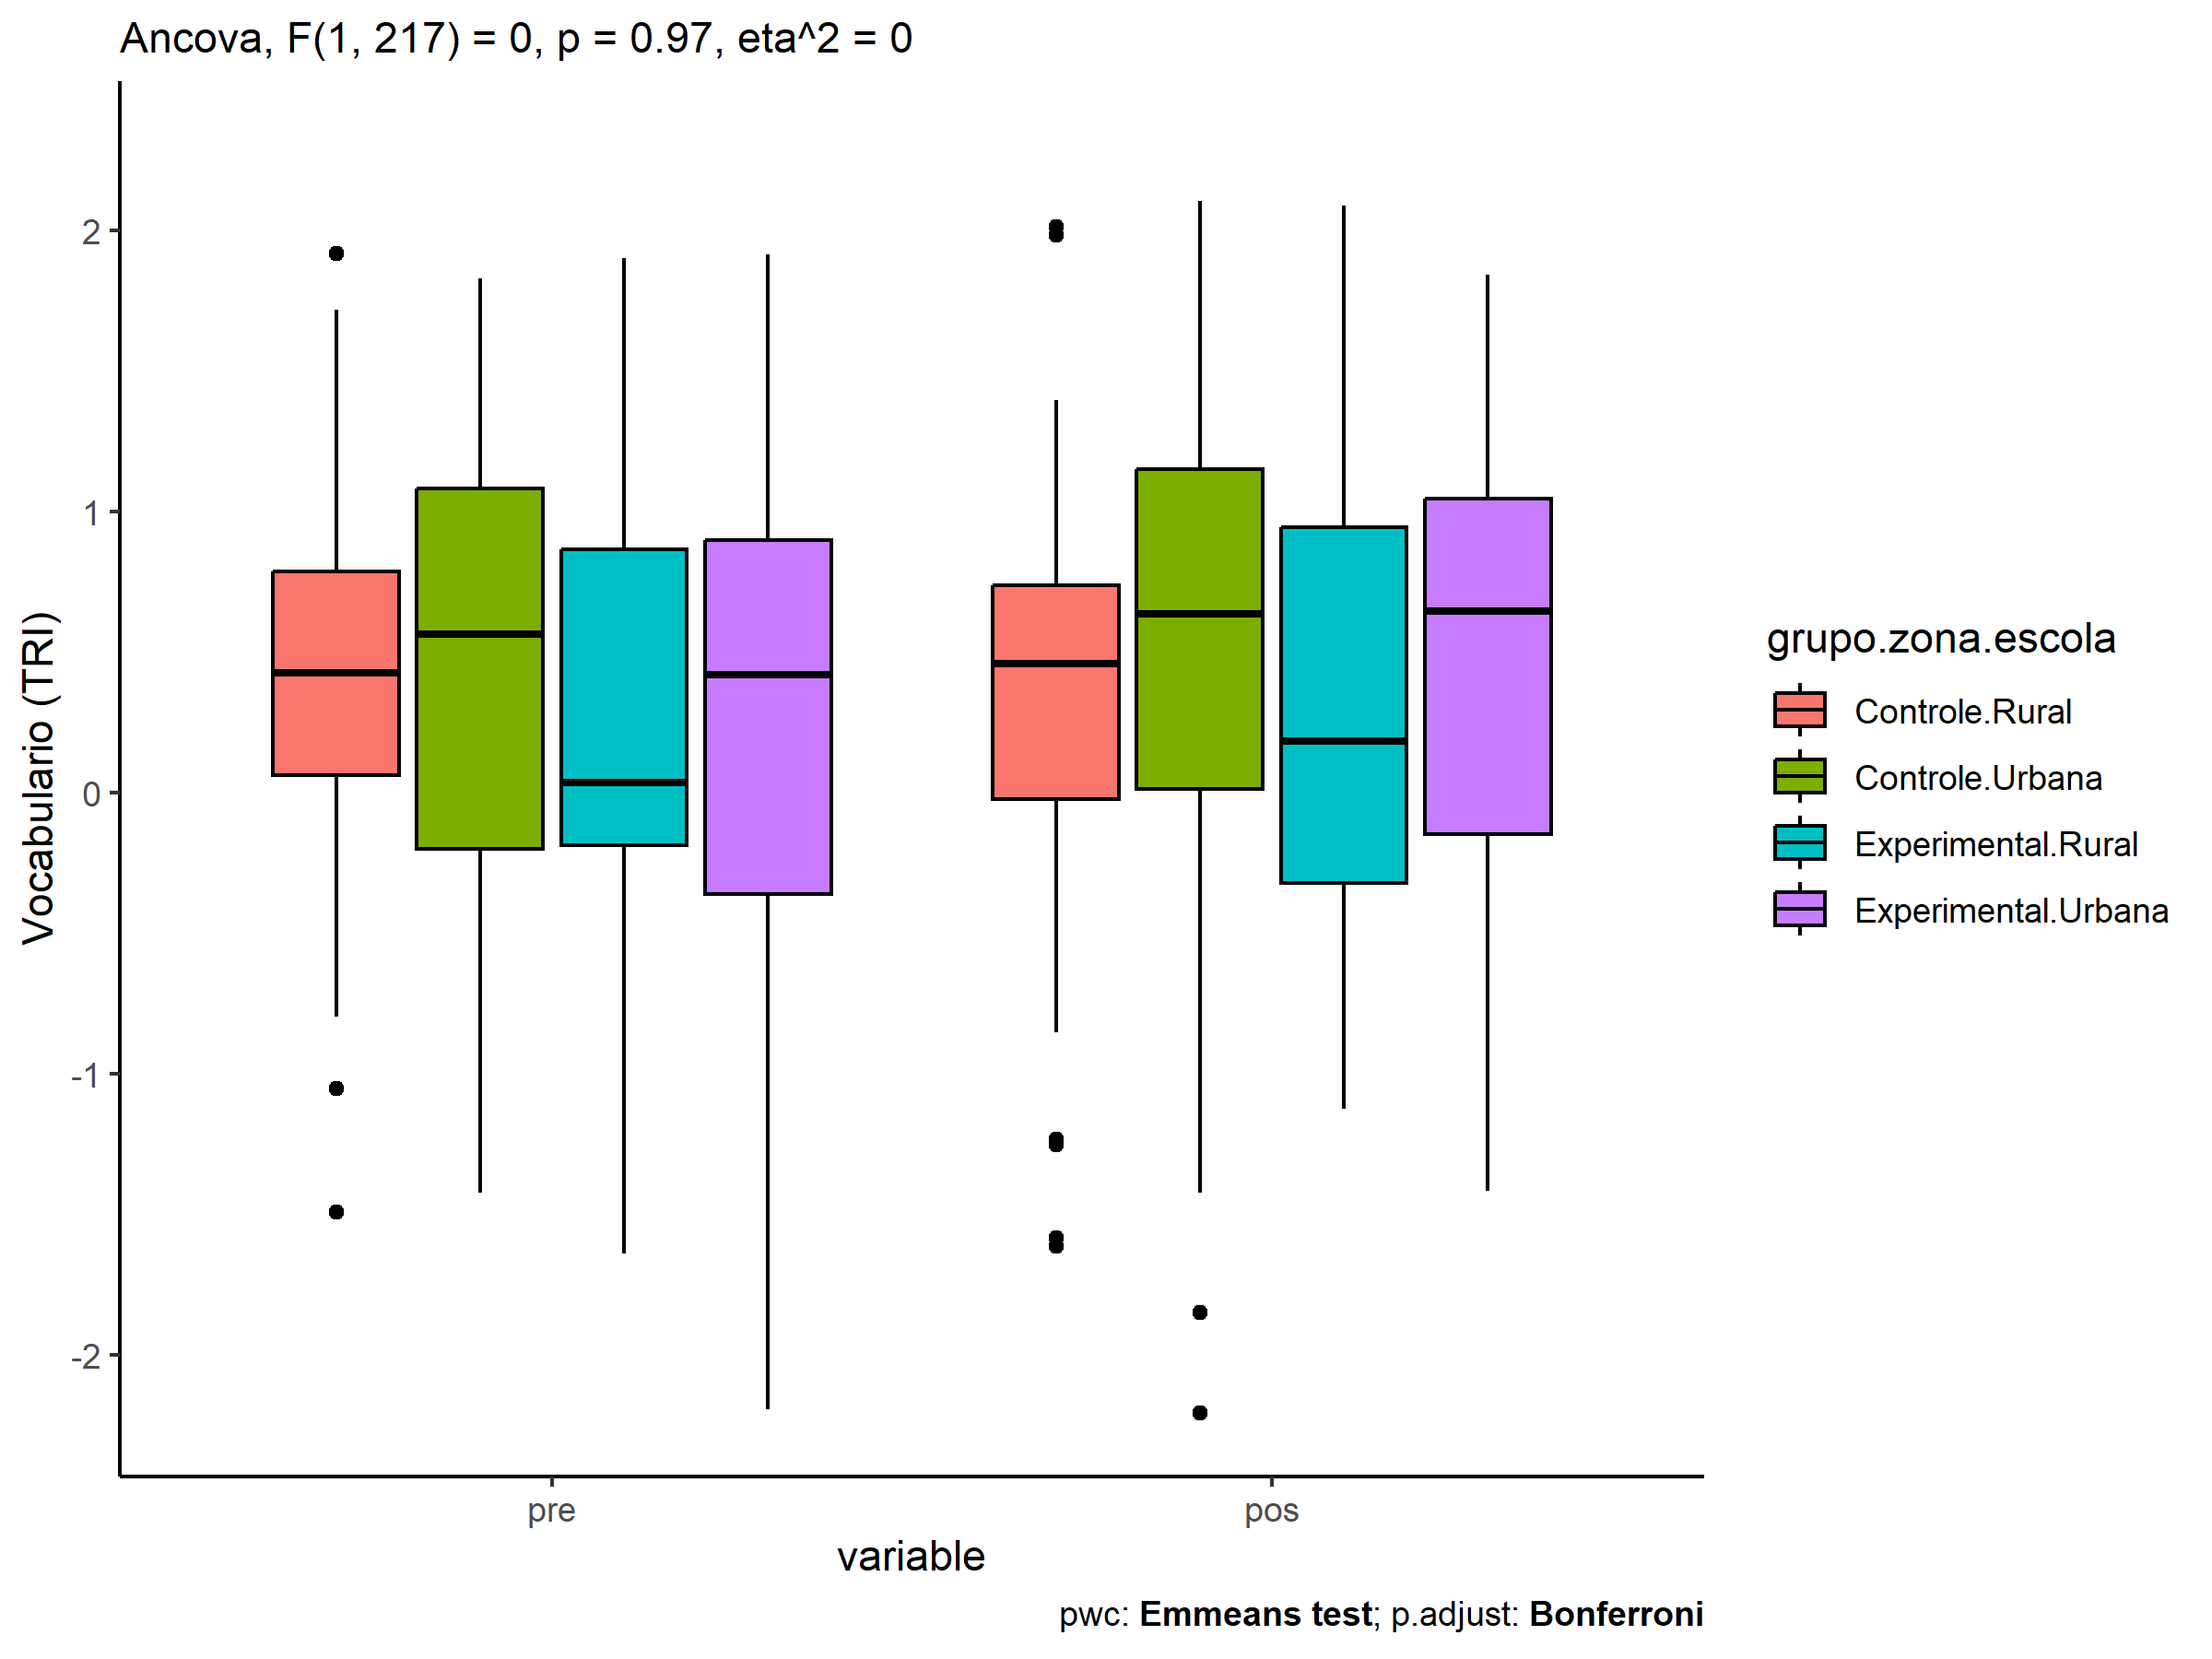 Ancova, F(1, 217) = 0, p = 0.97, eta^2 = 0
Vocabulario (TRI)
2
1
0
-1
-2
pre
pos
variable
grupo.zona.escola
Controle.Rural
Controle.Urbana
Experimental.Rural
Experimental.Urbana
pwc: Emmeans test; p.adjust: Bonferroni